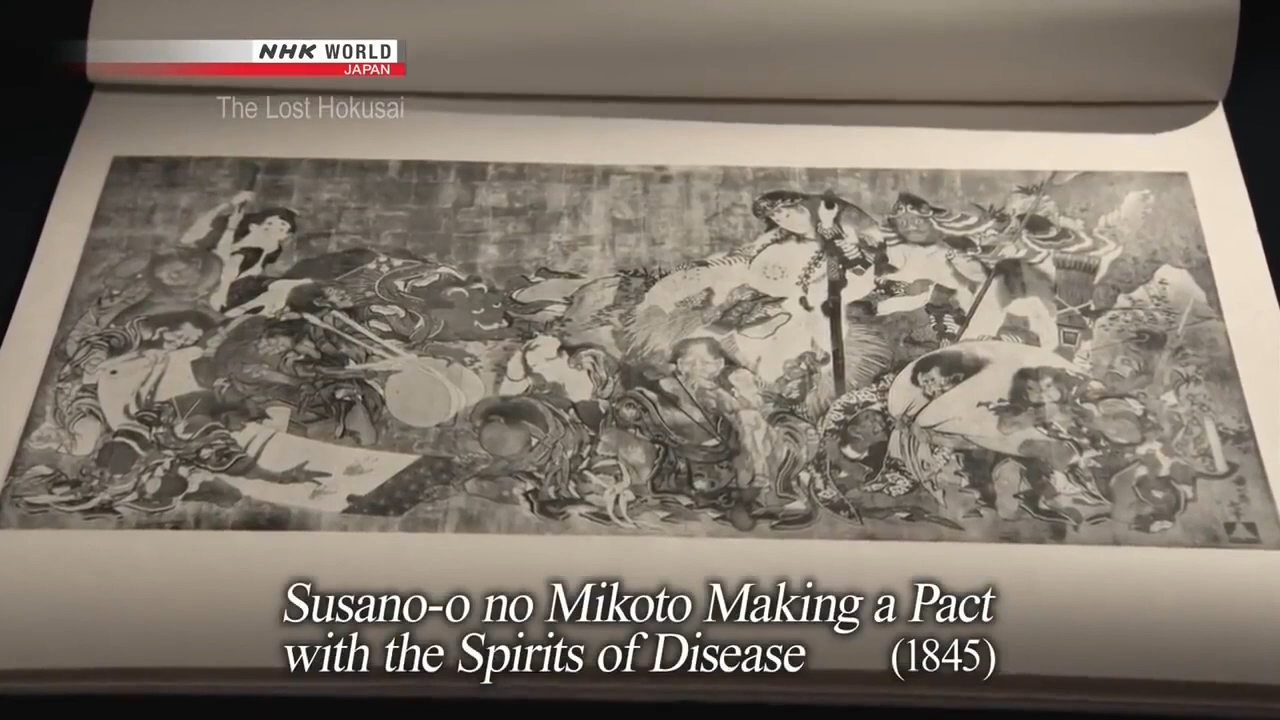 NHK WORLD
JAPAN
The Lost Hokusai
Susano-o no Mikoto Making a Pact
with the Spirits of Disease (1845)